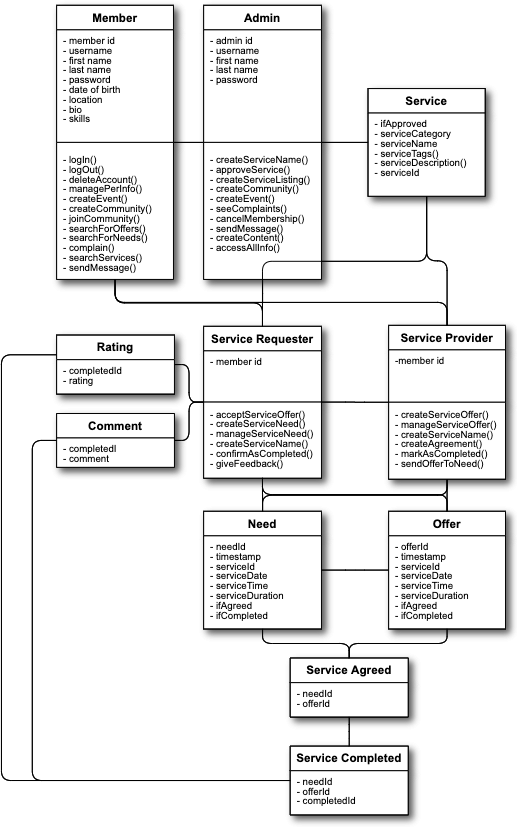 Member
- member id
- username
- first name
- last name
- password
- date of birth
- location
- bio
- skills
- logIn()
- logOut()
- deleteAccount()
- managePerInfo()
- createEvent()
- createCommunity()
- joinCommunity()
- searchForOffers()
- searchForNeeds()
- complain()
- searchServices()
- sendMessage()
Admin
- admin id
- username
- first name
- last name
- password
- createServiceName()
- approveService()
- createServiceListing()
- createCommunity()
- createEvent()
- seeComplaints()
- cancelMembership()
- sendMessage()
- createContent()
- accessAllInfo()
Service
- ifApproved
- serviceCategory
- serviceName
- serviceTags()
- serviceDescription()
- serviceId
Rating
- completedId
- rating
Comment
- completedI
- comment
Service Requester
- member id
- acceptServiceOffer()
- createServiceNeed()
- manageServiceNeed()
- createServiceName()
- confirmAsCompleted()
- giveFeedback()
Service Provider
-member id
- createServiceOffer()
- manageServiceOffer()
- createServiceName()
- createAgreement()
- markAsCompleted()
- sendOfferToNeed()
Need
- needId
- timestamp
- serviceId
- serviceDate
- serviceTime
- serviceDuration
- ifAgreed
- ifCompleted
Offer
- offerId
- timestamp
- serviceId
- serviceDate
- serviceTime
- serviceDuration
- ifAgreed
- ifCompleted
Service Agreed
- needId
- offerId
Service Completed
- needId
- offerId
- completedId